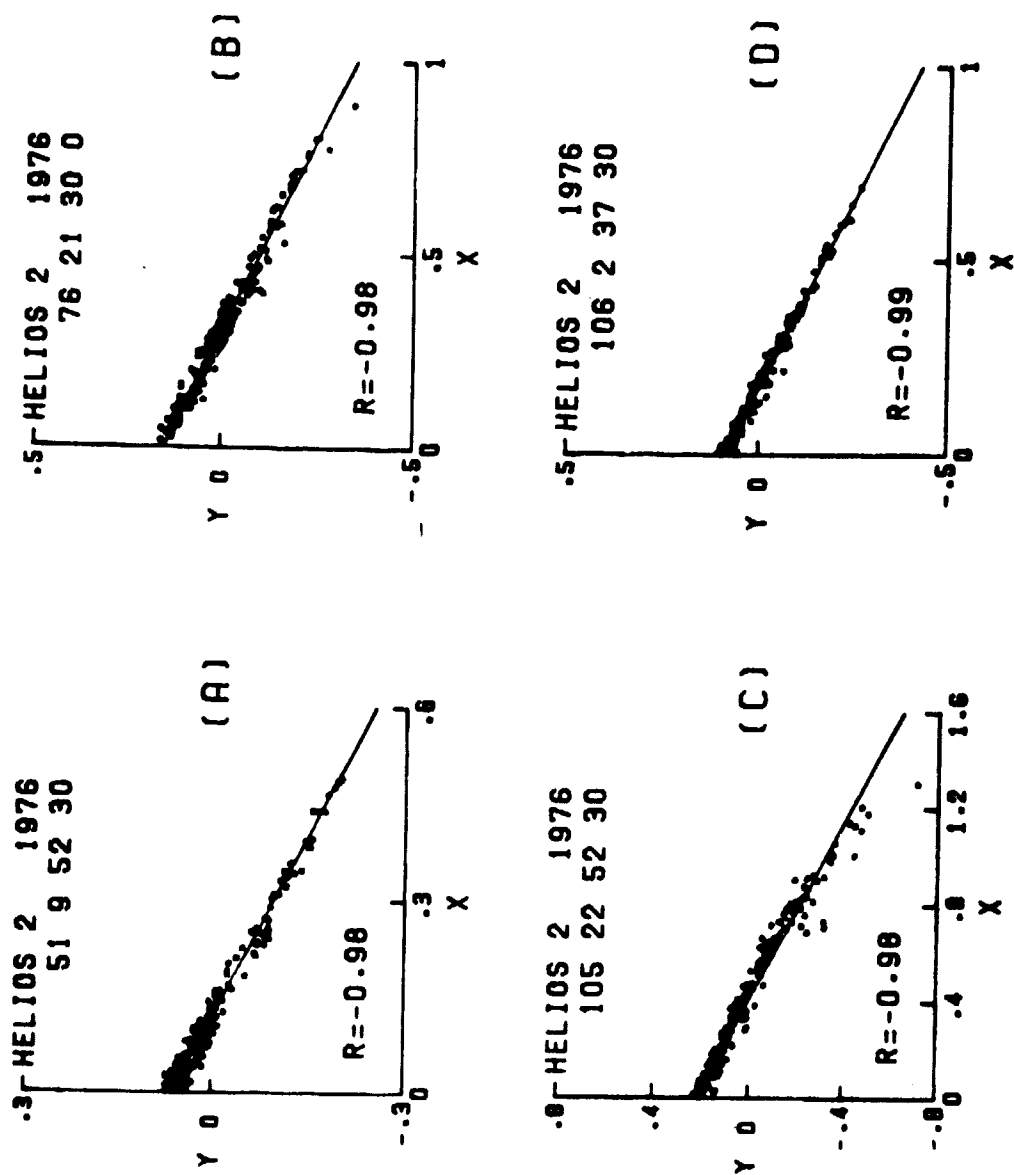 .3 HELIOS 2 1976
51 9 52 30
(A)
Y 0
R=-0.98
-.3
0 .3 .6
X
.5 HELIOS 2 1976
76 21 30 0
(B)
Y 0
R=-0.98
-.5
0 .5 1
X
.8 HELIOS 2 1976
105 22 52 30
.4
(C)
Y 0
-.4
R=-0.98
-.8
0 .4 .8 1.2 1.6
X
.5 HELIOS 2 1976
106 2 37 30
(D)
Y 0
R=-0.99
-.5
0 .5 1
X